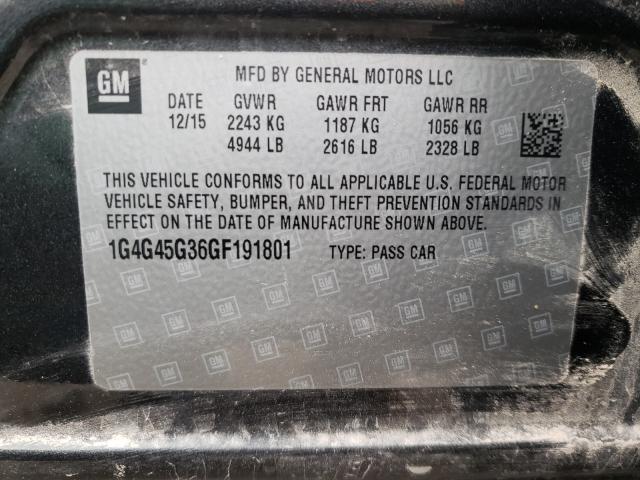 GM
MFD BY GENERAL MOTORS LLC
DATE GVWR GAWR FRT GAWR RR
12/15 2243 KG 1187 KG 1056 KG
4944 LB 2616 LB 2328 LB
THIS VEHICLE CONFORMS TO ALL APPLICABLE U.S. FEDERAL MOTOR
VEHICLE SAFETY, BUMPER, AND THEFT PREVENTION STANDARDS IN
EFFECT ON THE DATE OF MANUFACTURE SHOWN ABOVE.
1G4G45G36GF191801 TYPE: PASS CAR